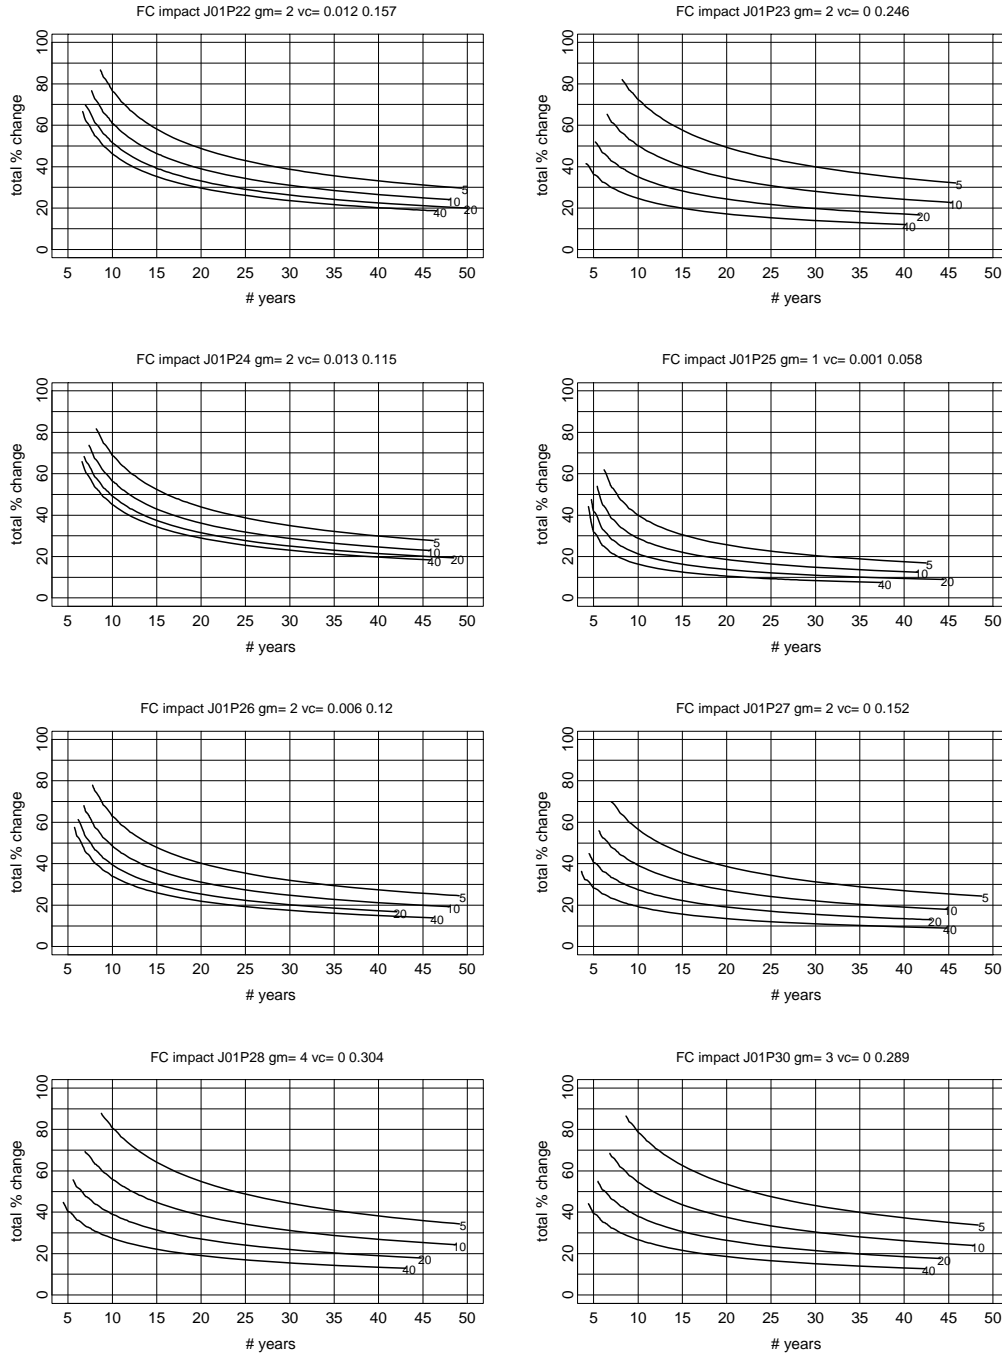 FC impact J01P22 gm= 2 vc= 0.012 0.157
total % change
0 20 40 60 80 100
5
10
20
40
5 10 15 20 25 30 35 40 45 50
# years
FC impact J01P23 gm= 2 vc= 0 0.246
total % change
0 20 40 60 80 100
5
10
20
40
5 10 15 20 25 30 35 40 45 50
# years
FC impact J01P24 gm= 2 vc= 0.013 0.115
total % change
0 20 40 60 80 100
5
10
20
40
5 10 15 20 25 30 35 40 45 50
# years
FC impact J01P25 gm= 1 vc= 0.001 0.058
total % change
0 20 40 60 80 100
5
10
20
40
5 10 15 20 25 30 35 40 45 50
# years
FC impact J01P26 gm= 2 vc= 0.006 0.12
total % change
0 20 40 60 80 100
5
10
20
40
5 10 15 20 25 30 35 40 45 50
# years
FC impact J01P27 gm= 2 vc= 0 0.152
total % change
0 20 40 60 80 100
5
10
20
40
5 10 15 20 25 30 35 40 45 50
# years
FC impact J01P28 gm= 4 vc= 0 0.304
total % change
0 20 40 60 80 100
5
10
20
40
5 10 15 20 25 30 35 40 45 50
# years
FC impact J01P30 gm= 3 vc= 0 0.289
total % change
0 20 40 60 80 100
5
10
20
40
5 10 15 20 25 30 35 40 45 50
# years